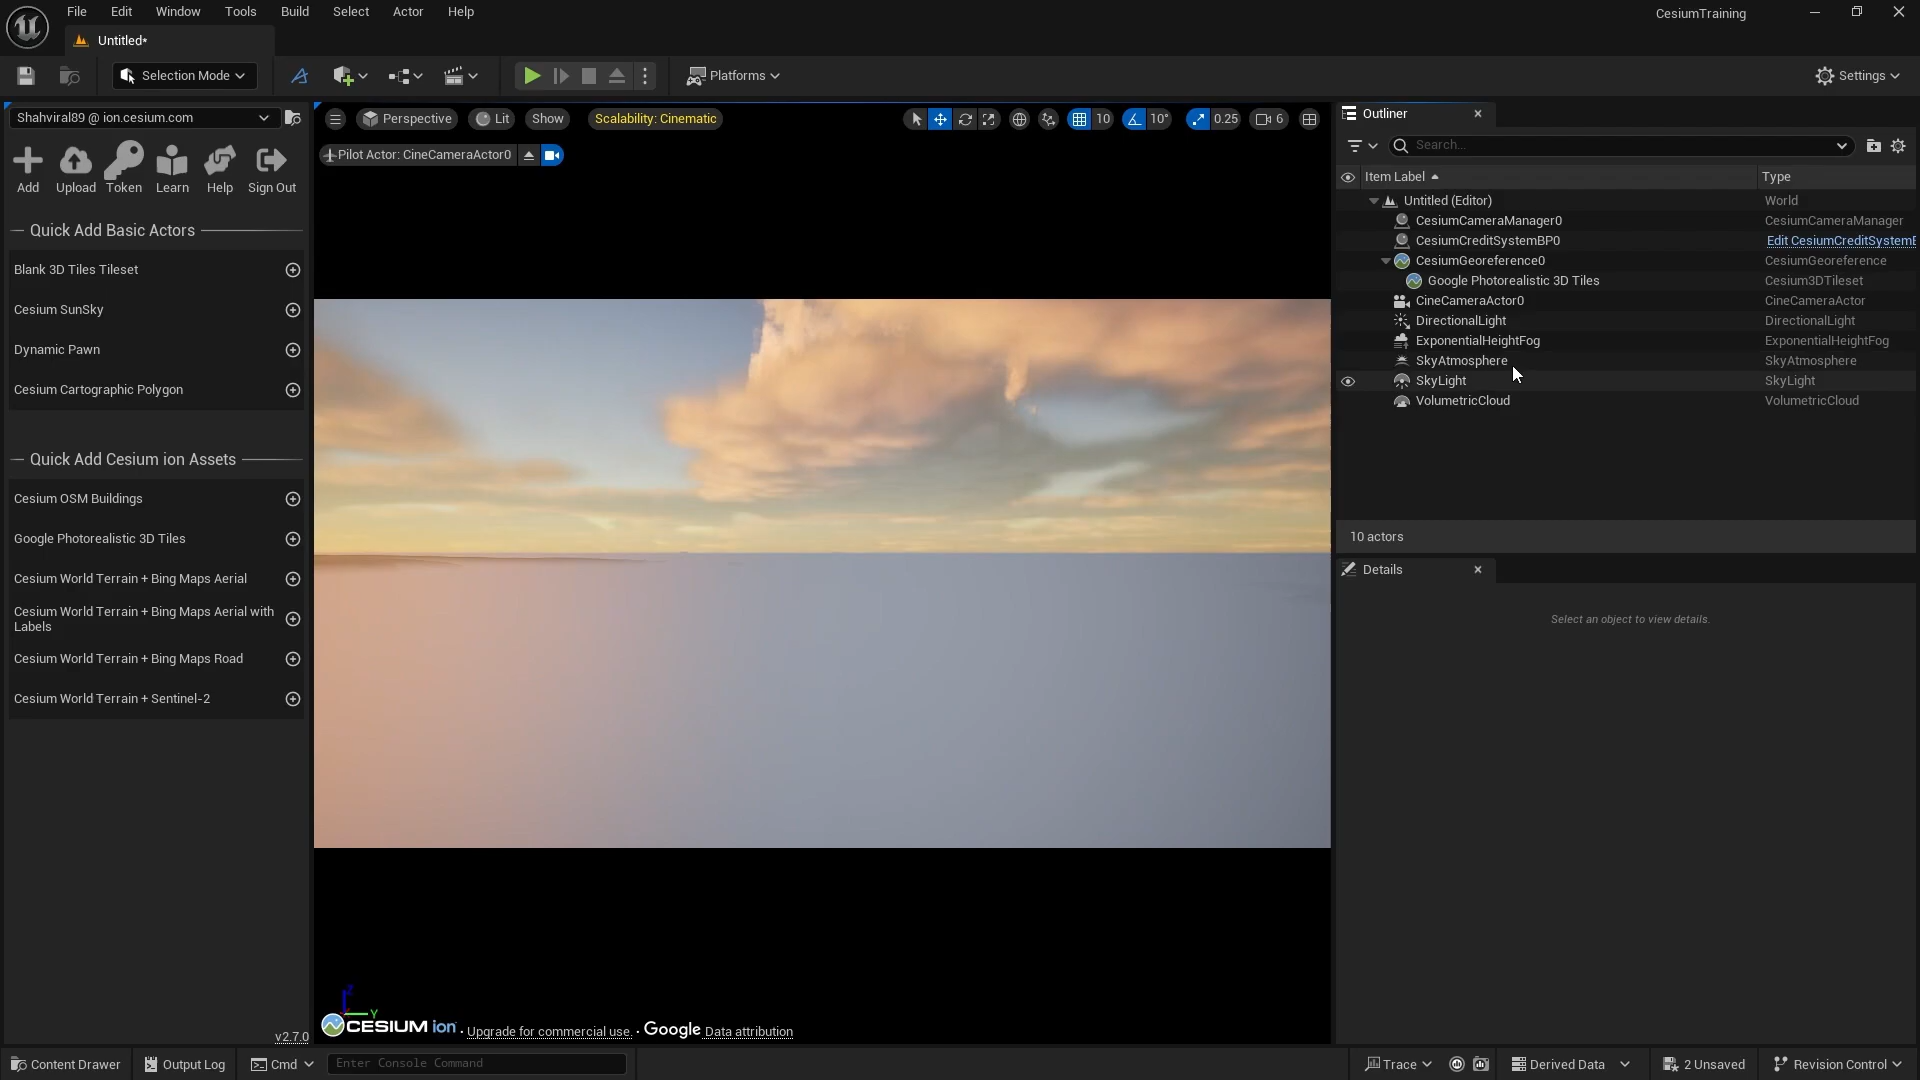 File Edit Window Tools Build Select Actor Help
CesiumTraining
Untitled*
Selection Mode
Platforms
Settings
Shahviral89 @ ion.cesium.com
Add Upload Token Learn Help Sign Out
Quick Add Basic Actors
Blank 3D Tiles Tileset
Cesium SunSky
Dynamic Pawn
Cesium Cartographic Polygon
Quick Add Cesium ion Assets
Cesium OSM Buildings
Google Photorealistic 3D Tiles
Cesium World Terrain + Bing Maps Aerial
Cesium World Terrain + Bing Maps Aerial with
Labels
Cesium World Terrain + Bing Maps Road
Cesium World Terrain + Sentinel-2
v2.7.0
Perspective Lit Show Scalability: Cinematic 10 10° 0.25 6
Pilot Actor: CineCameraActor0
Z
Y
CESIUM ion · Upgrade for commercial use. · Google Data attribution
Outliner
Search...
Item Label Type
Untitled (Editor) World
CesiumCameraManager0 CesiumCameraManager
CesiumCreditSystemBP0 Edit CesiumCreditSystemB
CesiumGeoreference0 CesiumGeoreference
Google Photorealistic 3D Tiles Cesium3DTileset
CineCameraActor0 CineCameraActor
DirectionalLight DirectionalLight
ExponentialHeightFog ExponentialHeightFog
SkyAtmosphere SkyAtmosphere
SkyLight SkyLight
VolumetricCloud VolumetricCloud
10 actors
Details
Select an object to view details.
Content Drawer Output Log Cmd Enter Console Command Trace Derived Data 2 Unsaved Revision Control